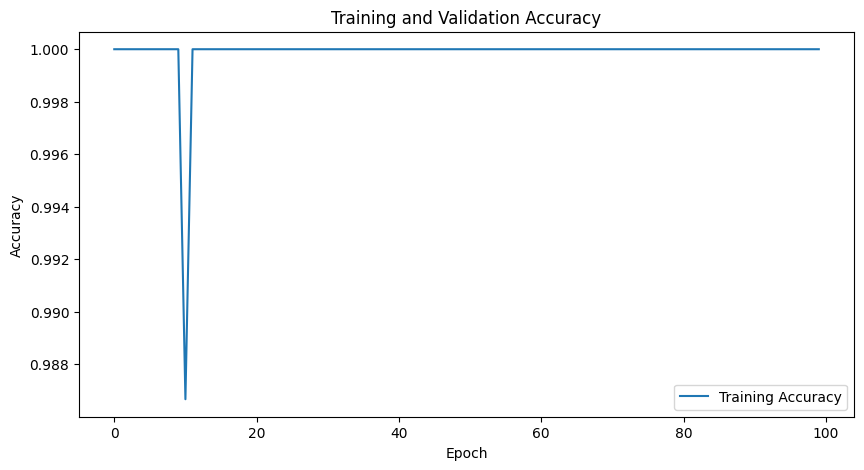 Training and Validation Accuracy
1.000
0.998
0.996
0.994
0.992
0.990
0.988
Accuracy
Training Accuracy
0 20 40 60 80 100
Epoch